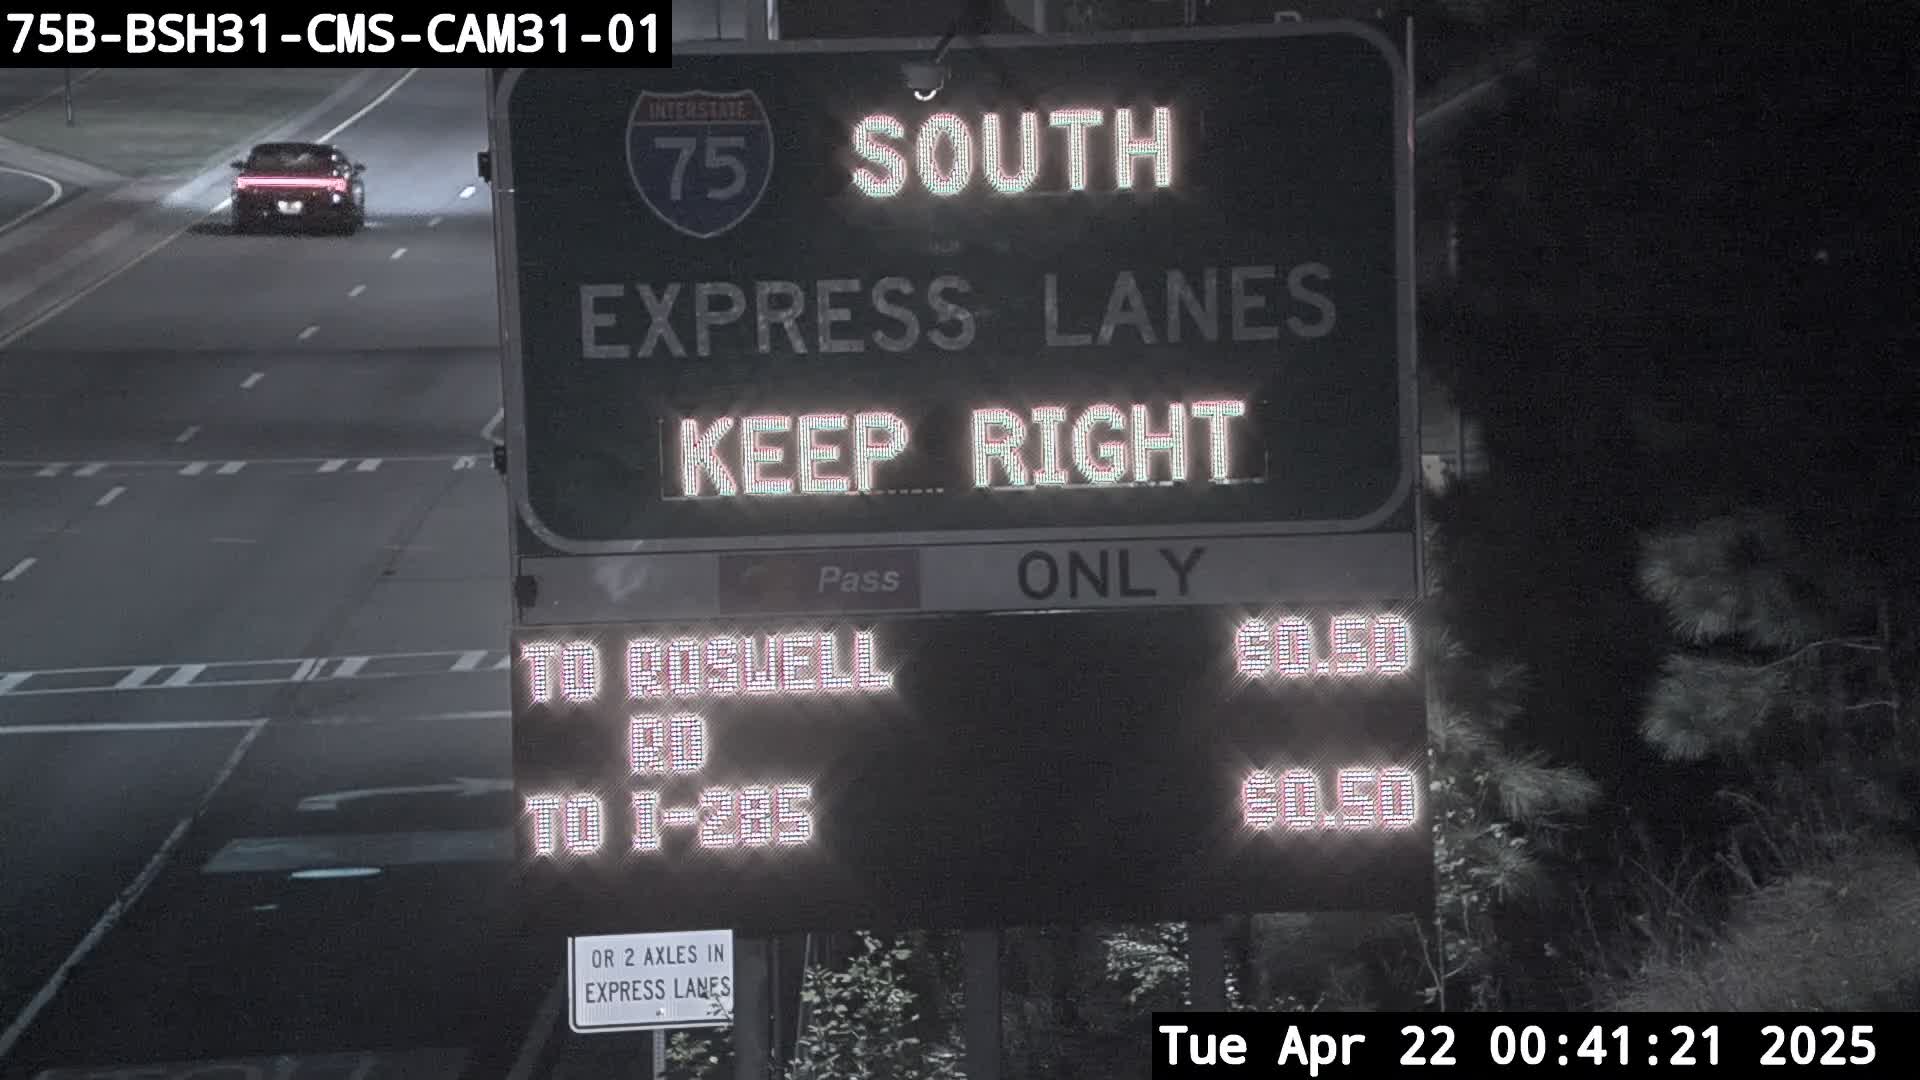 75B-BSH31-CMS-CAM31-01
INTERSTATE
75
SOUTH
EXPRESS LANES
KEEP RIGHT
Pass ONLY
TO ROSWELL $0.50
RD
TO I-285 $0.50
OR 2 AXLES IN
EXPRESS LANES
Tue Apr 22 00:41:21 2025